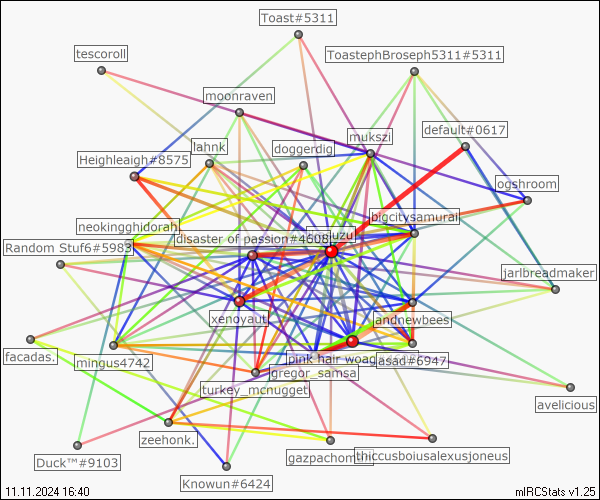 Toast#5311
ToastephBroseph5311#5311
tescoroll
moonraven
default#0617
mukszi
lahnk
doggerdig
Heighleaigh#8575
ogshroom
bigcitysamurai
neokingghidorah
disaster of passion#4608
uzu
Random Stuf6#5983
jarlbreadmaker
xenovaut
andrewbees
facadas.
mingus4742
pink hair woag
asad#6947
gregor_samsa
turkey_mcnugget
avelicious
zeehonk.
gazpachom
thiccusboiusalexusjoneus
Duck™#9103
Knowun#6424
11.11.2024 16:40
mIRCStats v1.25